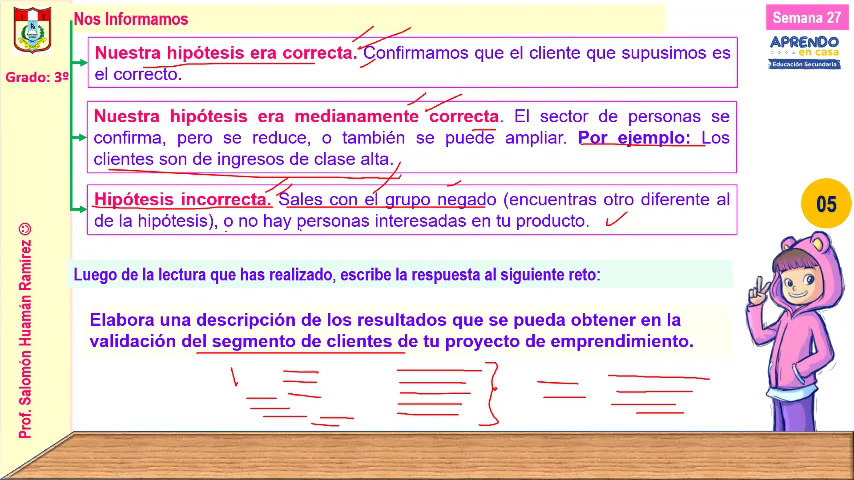 Nos Informamos
Semana 27
APRENDO
en casa
Educación Secundaria
Grado: 3º
Nuestra hipótesis era correcta. Confirmamos que el cliente que supusimos es
el correcto.
Nuestra hipótesis era medianamente correcta. El sector de personas se
confirma, pero se reduce, o también se puede ampliar. Por ejemplo: Los
clientes son de ingresos de clase alta.
Hipótesis incorrecta. Sales con el grupo negado (encuentras otro diferente al
de la hipótesis), o no hay personas interesadas en tu producto.
05
Prof. Salomón Huamán Ramírez ☺
Luego de la lectura que has realizado, escribe la respuesta al siguiente reto:
Elabora una descripción de los resultados que se pueda obtener en la
validación del segmento de clientes de tu proyecto de emprendimiento.